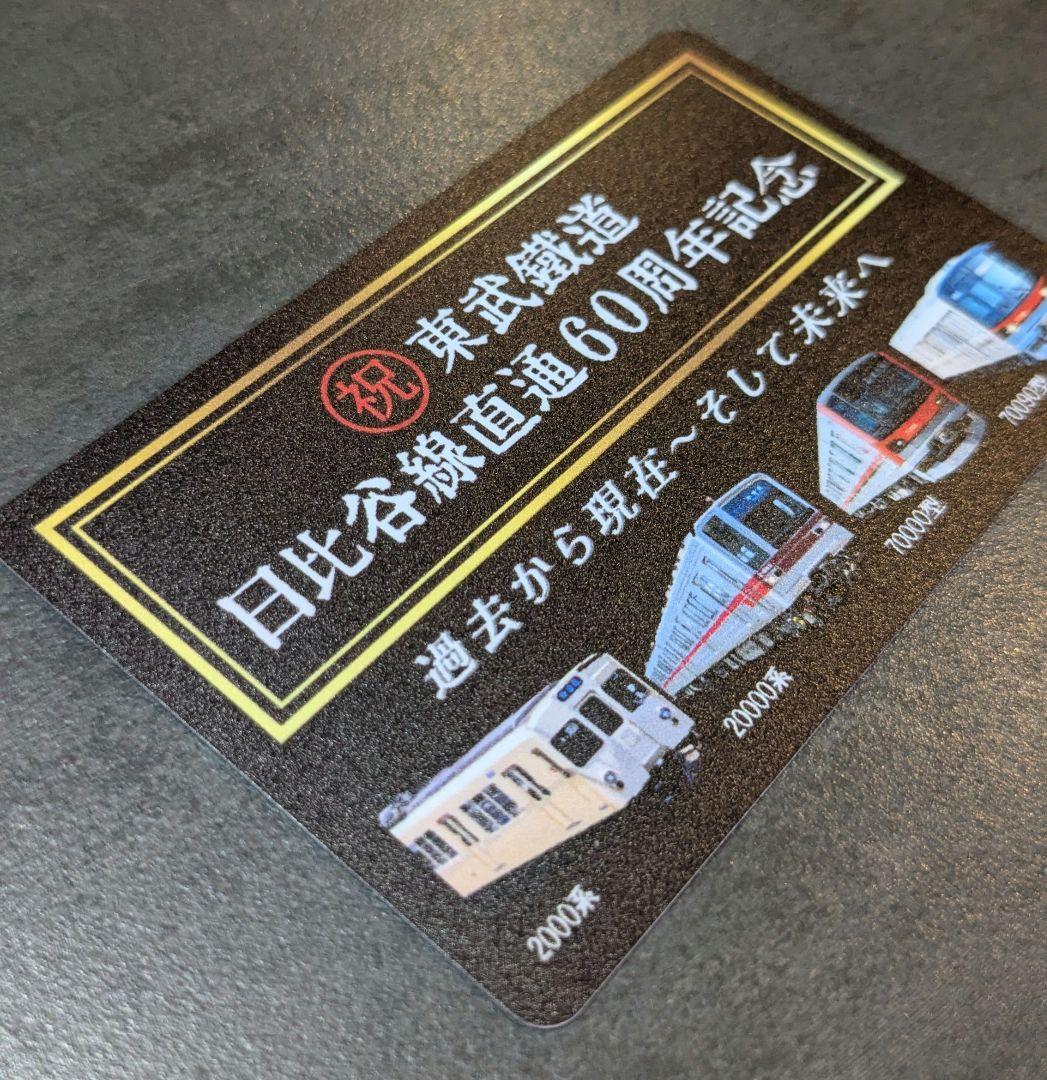 ㊗東武鐵道
日比谷線直通60周年記念
過去から現在〜そして未来へ
2000系
20000系
70000型
70090型